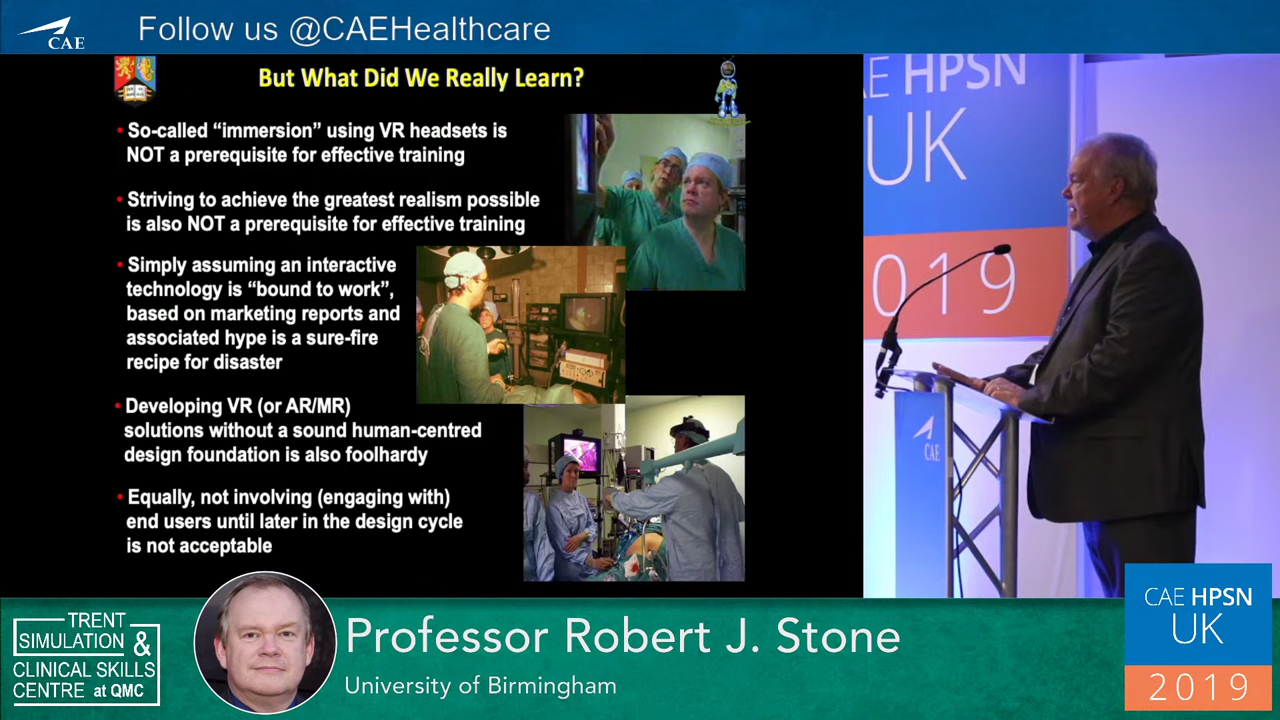 CAE
Follow us @CAEHealthcare
But What Did We Really Learn?
• So-called “immersion” using VR headsets is
NOT a prerequisite for effective training
• Striving to achieve the greatest realism possible
is also NOT a prerequisite for effective training
• Simply assuming an interactive
technology is “bound to work”,
based on marketing reports and
associated hype is a sure-fire
recipe for disaster
• Developing VR (or AR/MR)
solutions without a sound human-centred
design foundation is also foolhardy
• Equally, not involving (engaging with)
end users until later in the design cycle
is not acceptable
AE HPSN
UK
2019
CAE
TRENT
SIMULATION &
CLINICAL SKILLS
CENTRE at QMC
Professor Robert J. Stone
University of Birmingham
CAE HPSN
UK
2019